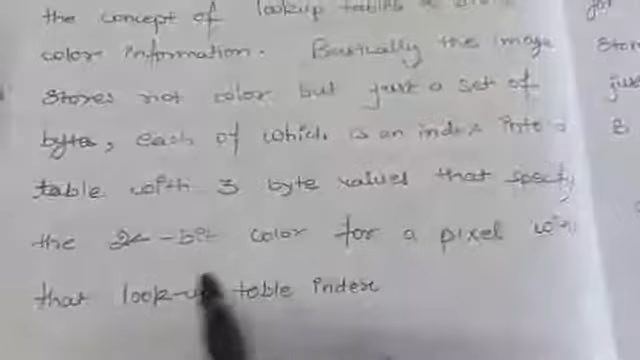 the concept of lookup tables to store
color information. Basically the image
stores not color but just a set of
bytes, each of which is an index into a
table with 3 byte values that specify
the 24-bit color for a pixel with
that look-up table index